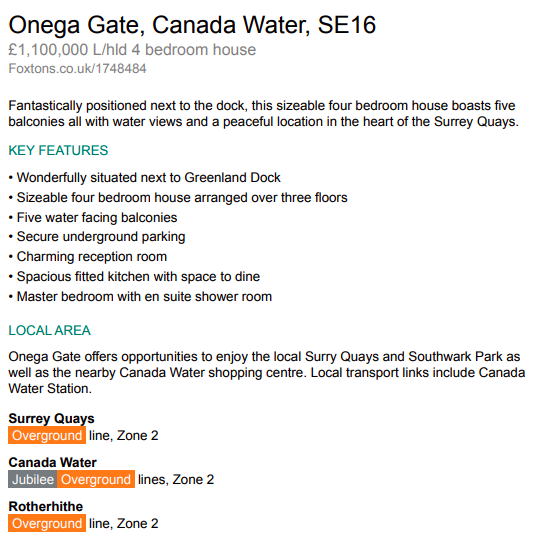 Onega Gate, Canada Water, SE16
£1,100,000 L/hld 4 bedroom house
Foxtons.co.uk/1748484
Fantastically positioned next to the dock, this sizeable four bedroom house boasts five
balconies all with water views and a peaceful location in the heart of the Surrey Quays.
KEY FEATURES
• Wonderfully situated next to Greenland Dock
• Sizeable four bedroom house arranged over three floors
• Five water facing balconies
• Secure underground parking
• Charming reception room
• Spacious fitted kitchen with space to dine
• Master bedroom with en suite shower room
LOCAL AREA
Onega Gate offers opportunities to enjoy the local Surry Quays and Southwark Park as
well as the nearby Canada Water shopping centre. Local transport links include Canada
Water Station.
Surrey Quays
Overground line, Zone 2
Canada Water
Jubilee Overground lines, Zone 2
Rotherhithe
Overground line, Zone 2